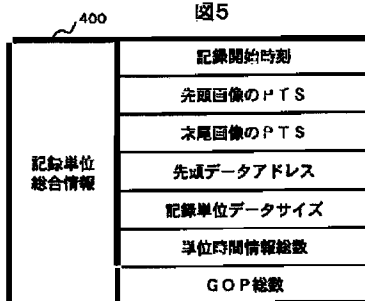 図5
400
記録単位
総合情報
記録開始時刻
先頭画像のPTS
末尾画像のPTS
先頭データアドレス
記録単位データサイズ
単位時間情報総数
GOP総数